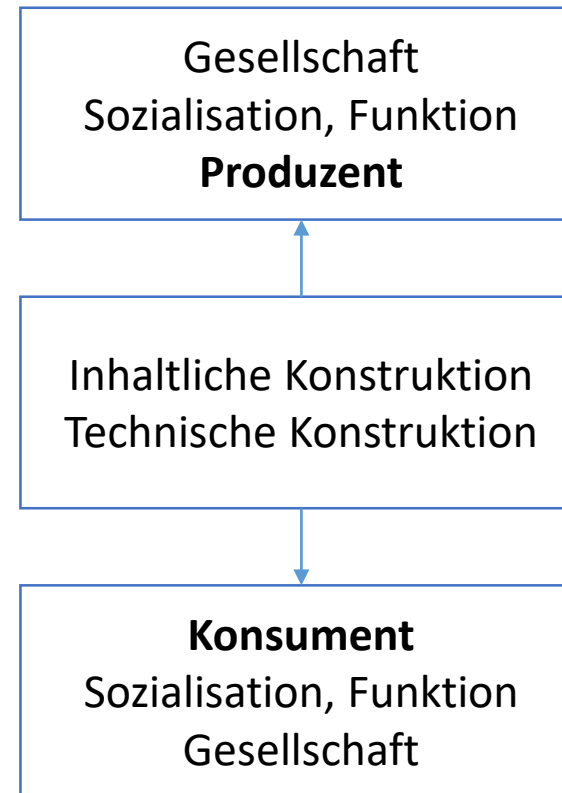 Gesellschaft
Sozialisation, Funktion
Produzent
Inhaltliche Konstruktion
Technische Konstruktion
Konsument
Sozialisation, Funktion
Gesellschaft